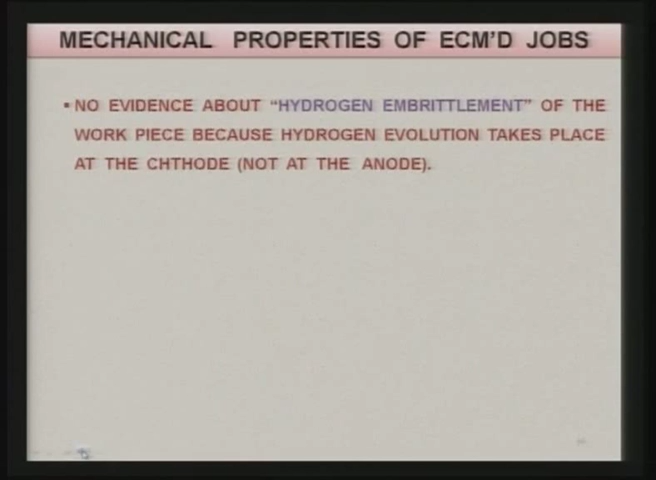 MECHANICAL PROPERTIES OF ECM'D JOBS
▪ NO EVIDENCE ABOUT "HYDROGEN EMBRITTLEMENT" OF THE
WORK PIECE BECAUSE HYDROGEN EVOLUTION TAKES PLACE
AT THE CHTHODE (NOT AT THE ANODE).